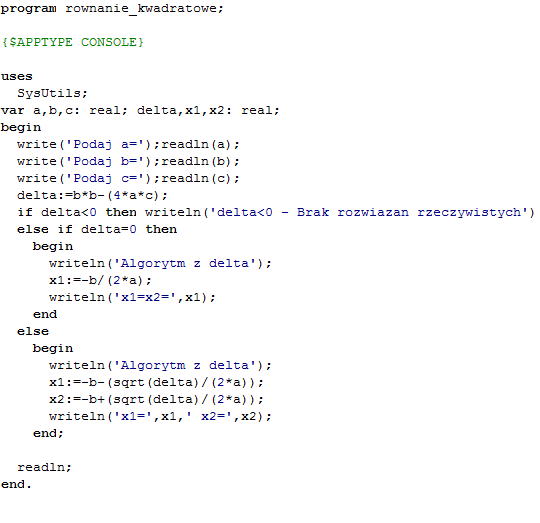 program rownanie_kwadratowe;
{$APPTYPE CONSOLE}
uses
  SysUtils;
var a,b,c: real; delta,x1,x2: real;
begin
  write('Podaj a=');readln(a);
  write('Podaj b=');readln(b);
  write('Podaj c=');readln(c);
  delta:=b*b-(4*a*c);
  if delta<0 then writeln('delta<0 - Brak rozwiazan rzeczywistych')
  else if delta=0 then
    begin
      writeln('Algorytm z delta');
      x1:=-b/(2*a);
      writeln('x1=x2=',x1);
    end
  else
    begin
      writeln('Algorytm z delta');
      x1:=-b-(sqrt(delta)/(2*a));
      x2:=-b+(sqrt(delta)/(2*a));
      writeln('x1=',x1,' x2=',x2);
    end;
  readln;
end.